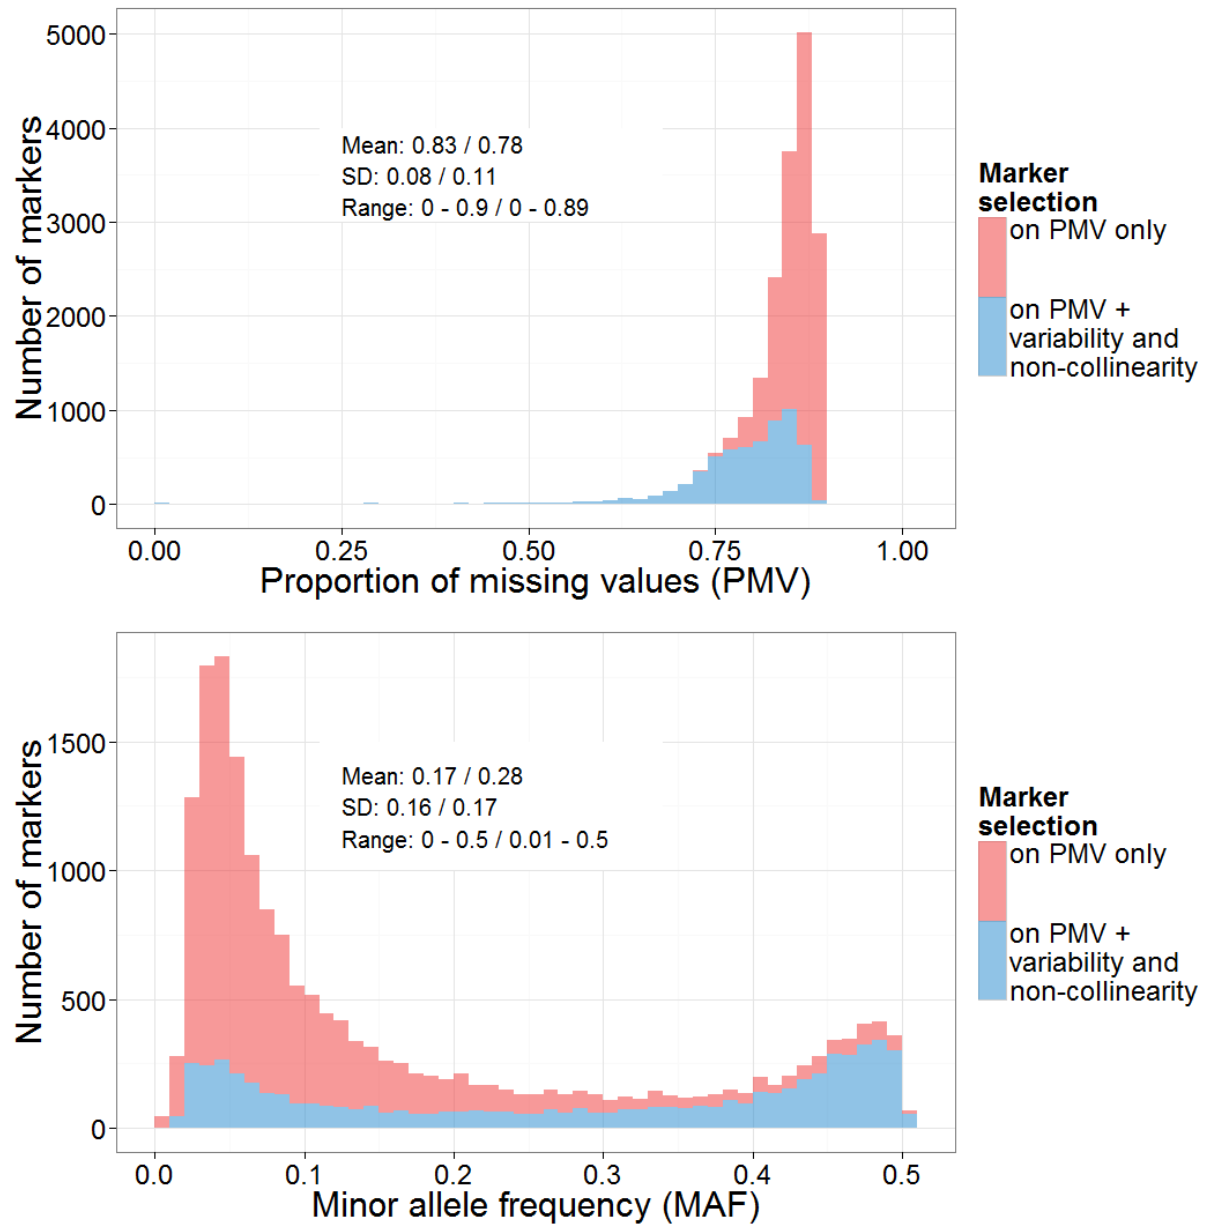 5000
4000
3000
2000
1000
0
Number of markers
Mean: 0.83 / 0.78
SD: 0.08 / 0.11
Range: 0 - 0.9 / 0 - 0.89
0.00 0.25 0.50 0.75 1.00
Proportion of missing values (PMV)
Marker
selection
on PMV only
on PMV +
variability and
non-collinearity
1500
1000
500
0
Number of markers
Mean: 0.17 / 0.28
SD: 0.16 / 0.17
Range: 0 - 0.5 / 0.01 - 0.5
0.0 0.1 0.2 0.3 0.4 0.5
Minor allele frequency (MAF)
Marker
selection
on PMV only
on PMV +
variability and
non-collinearity